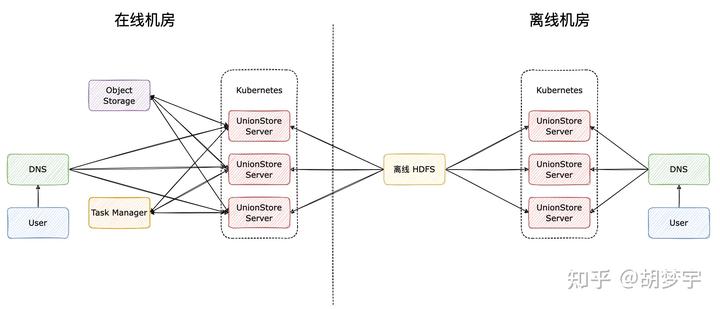 在线机房
离线机房
Object
Storage
Kubernetes
UnionStore
Server
UnionStore
Server
UnionStore
Server
DNS
User
Task Manager
离线 HDFS
Kubernetes
UnionStore
Server
UnionStore
Server
UnionStore
Server
DNS
User
知乎 @胡梦宇